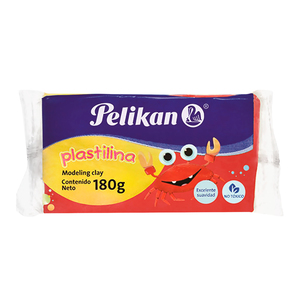 Pelikan
plastilina
Modeling clay
Contenido
Neto 180g
Excelente
suavidad
NO TÓXICO